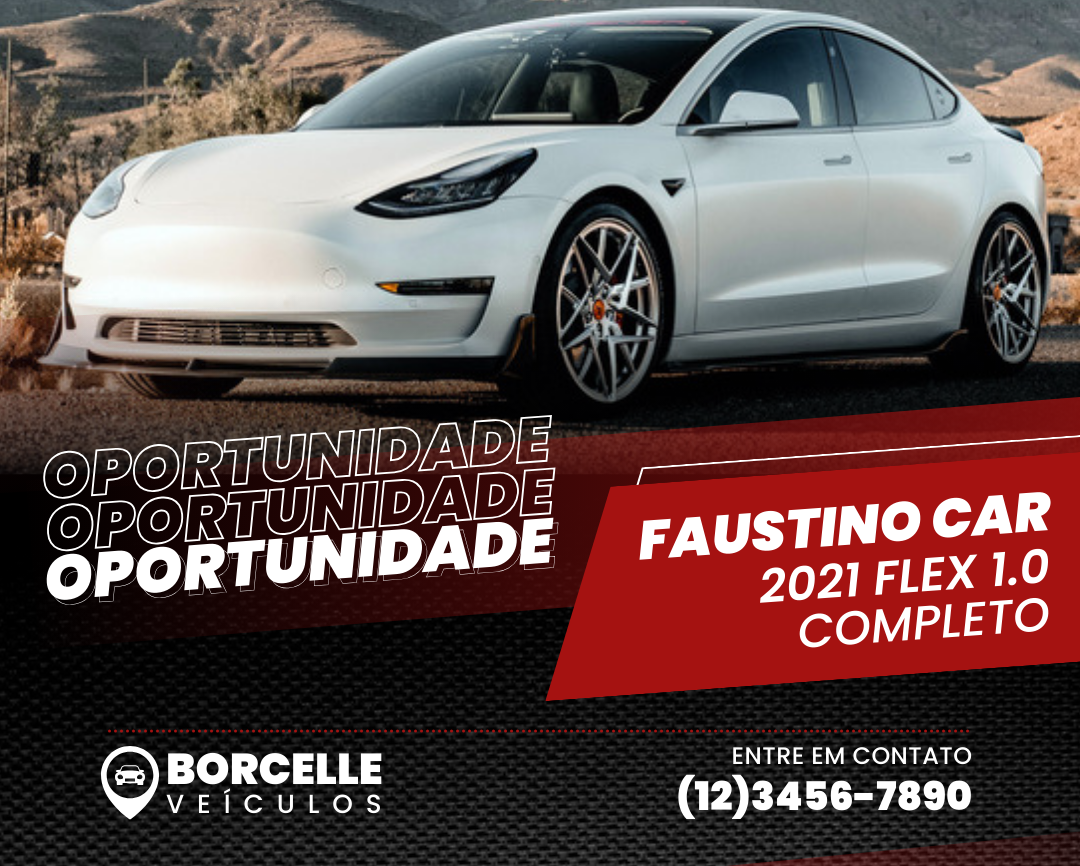 OPORTUNIDADE
OPORTUNIDADE
OPORTUNIDADE
FAUSTINO CAR
2021 FLEX 1.0
COMPLETO
BORCELLE
VEÍCULOS
ENTRE EM CONTATO
(12)3456-7890